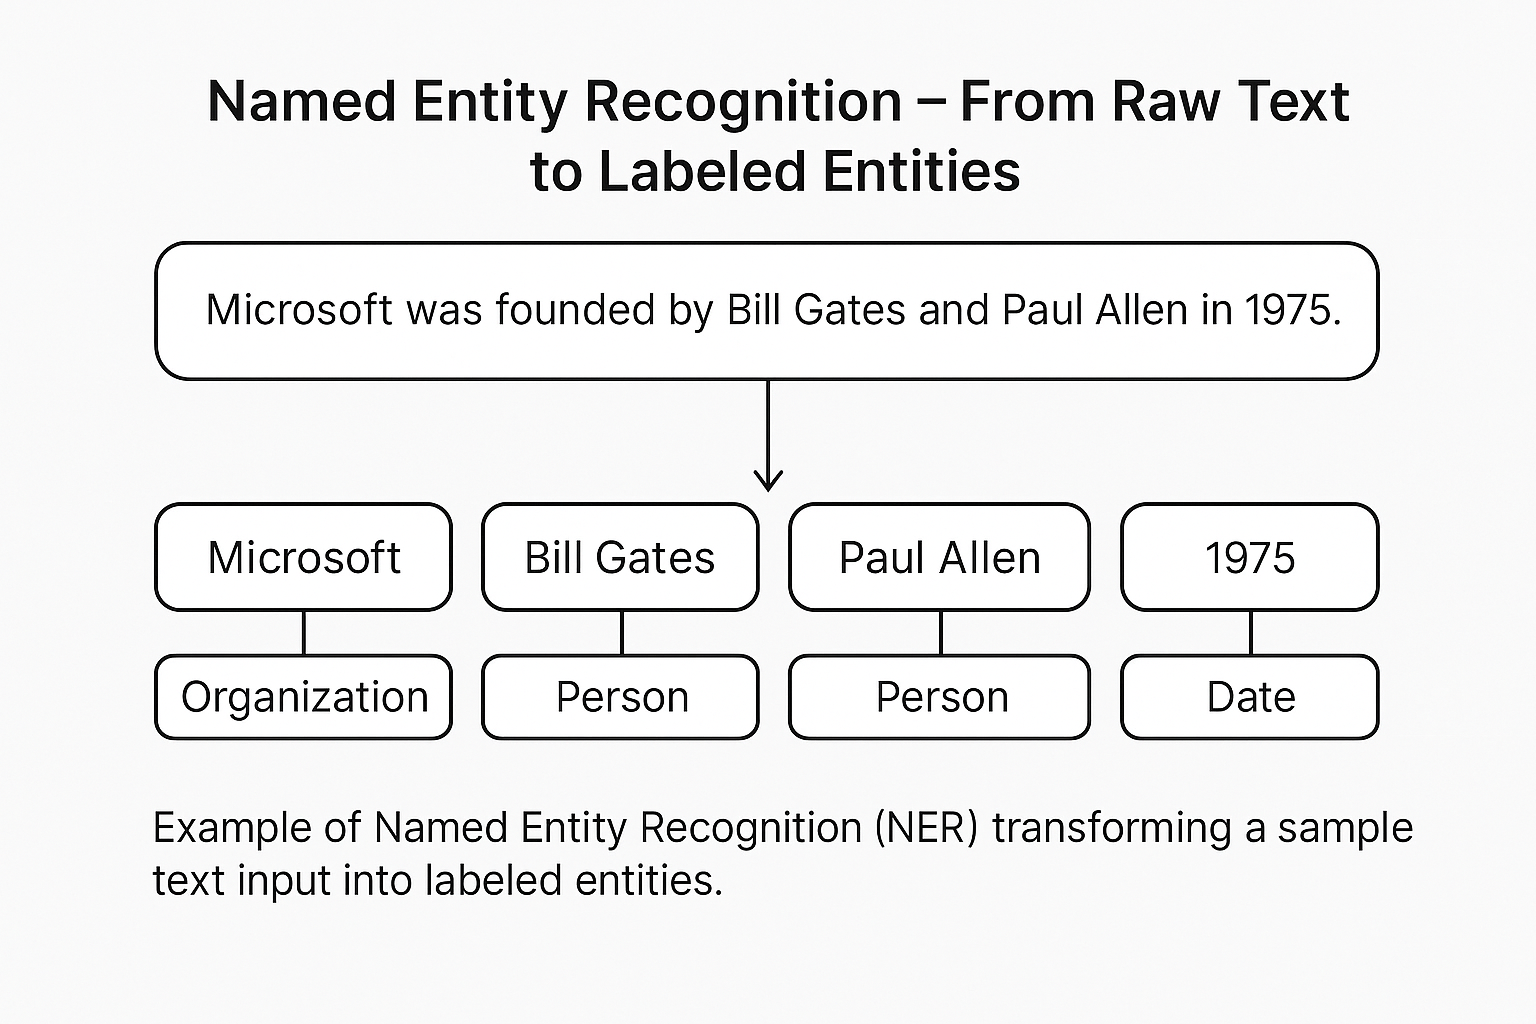 Named Entity Recognition – From Raw Text
to Labeled Entities
Microsoft was founded by Bill Gates and Paul Allen in 1975.
Microsoft
Bill Gates
Paul Allen
1975
Organization
Person
Person
Date
Example of Named Entity Recognition (NER) transforming a sample
text input into labeled entities.